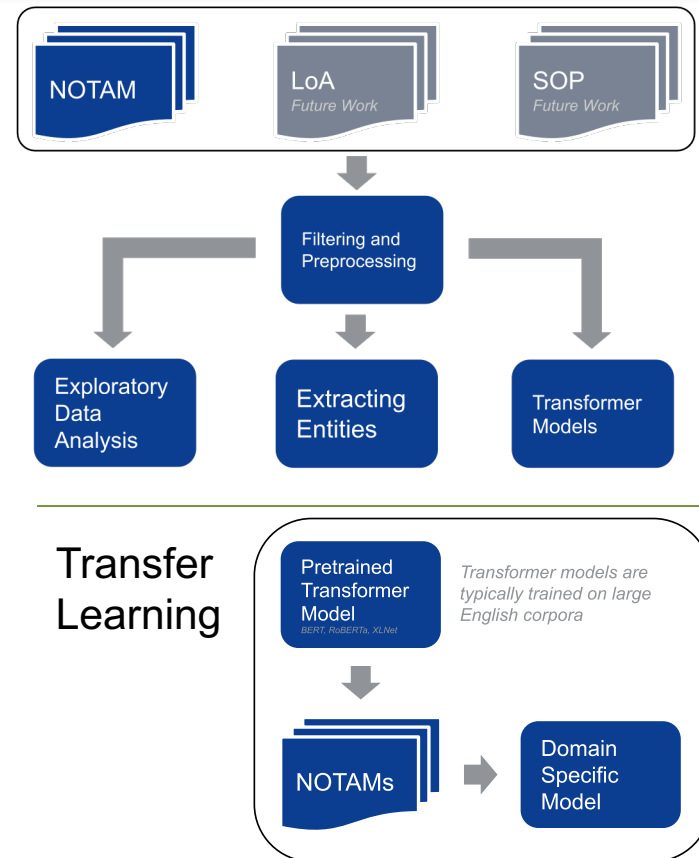 NOTAM
LoA
Future Work
SOP
Future Work
Filtering and
Preprocessing
Exploratory
Data
Analysis
Extracting
Entities
Transformer
Models
Transfer
Learning
Pretrained
Transformer
Model
BERT, RoBERTa, XLNet
Transformer models are
typically trained on large
English corpora
NOTAMs
Domain
Specific
Model